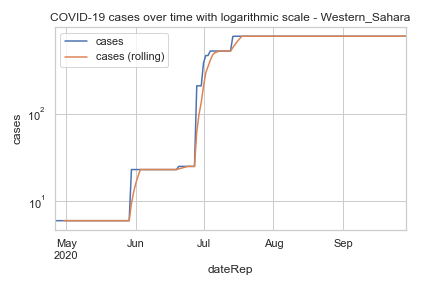 COVID-19 cases over time with logarithmic scale - Western_Sahara
cases
cases (rolling)
cases
10²
10¹
May Jun Jul Aug Sep
2020
dateRep